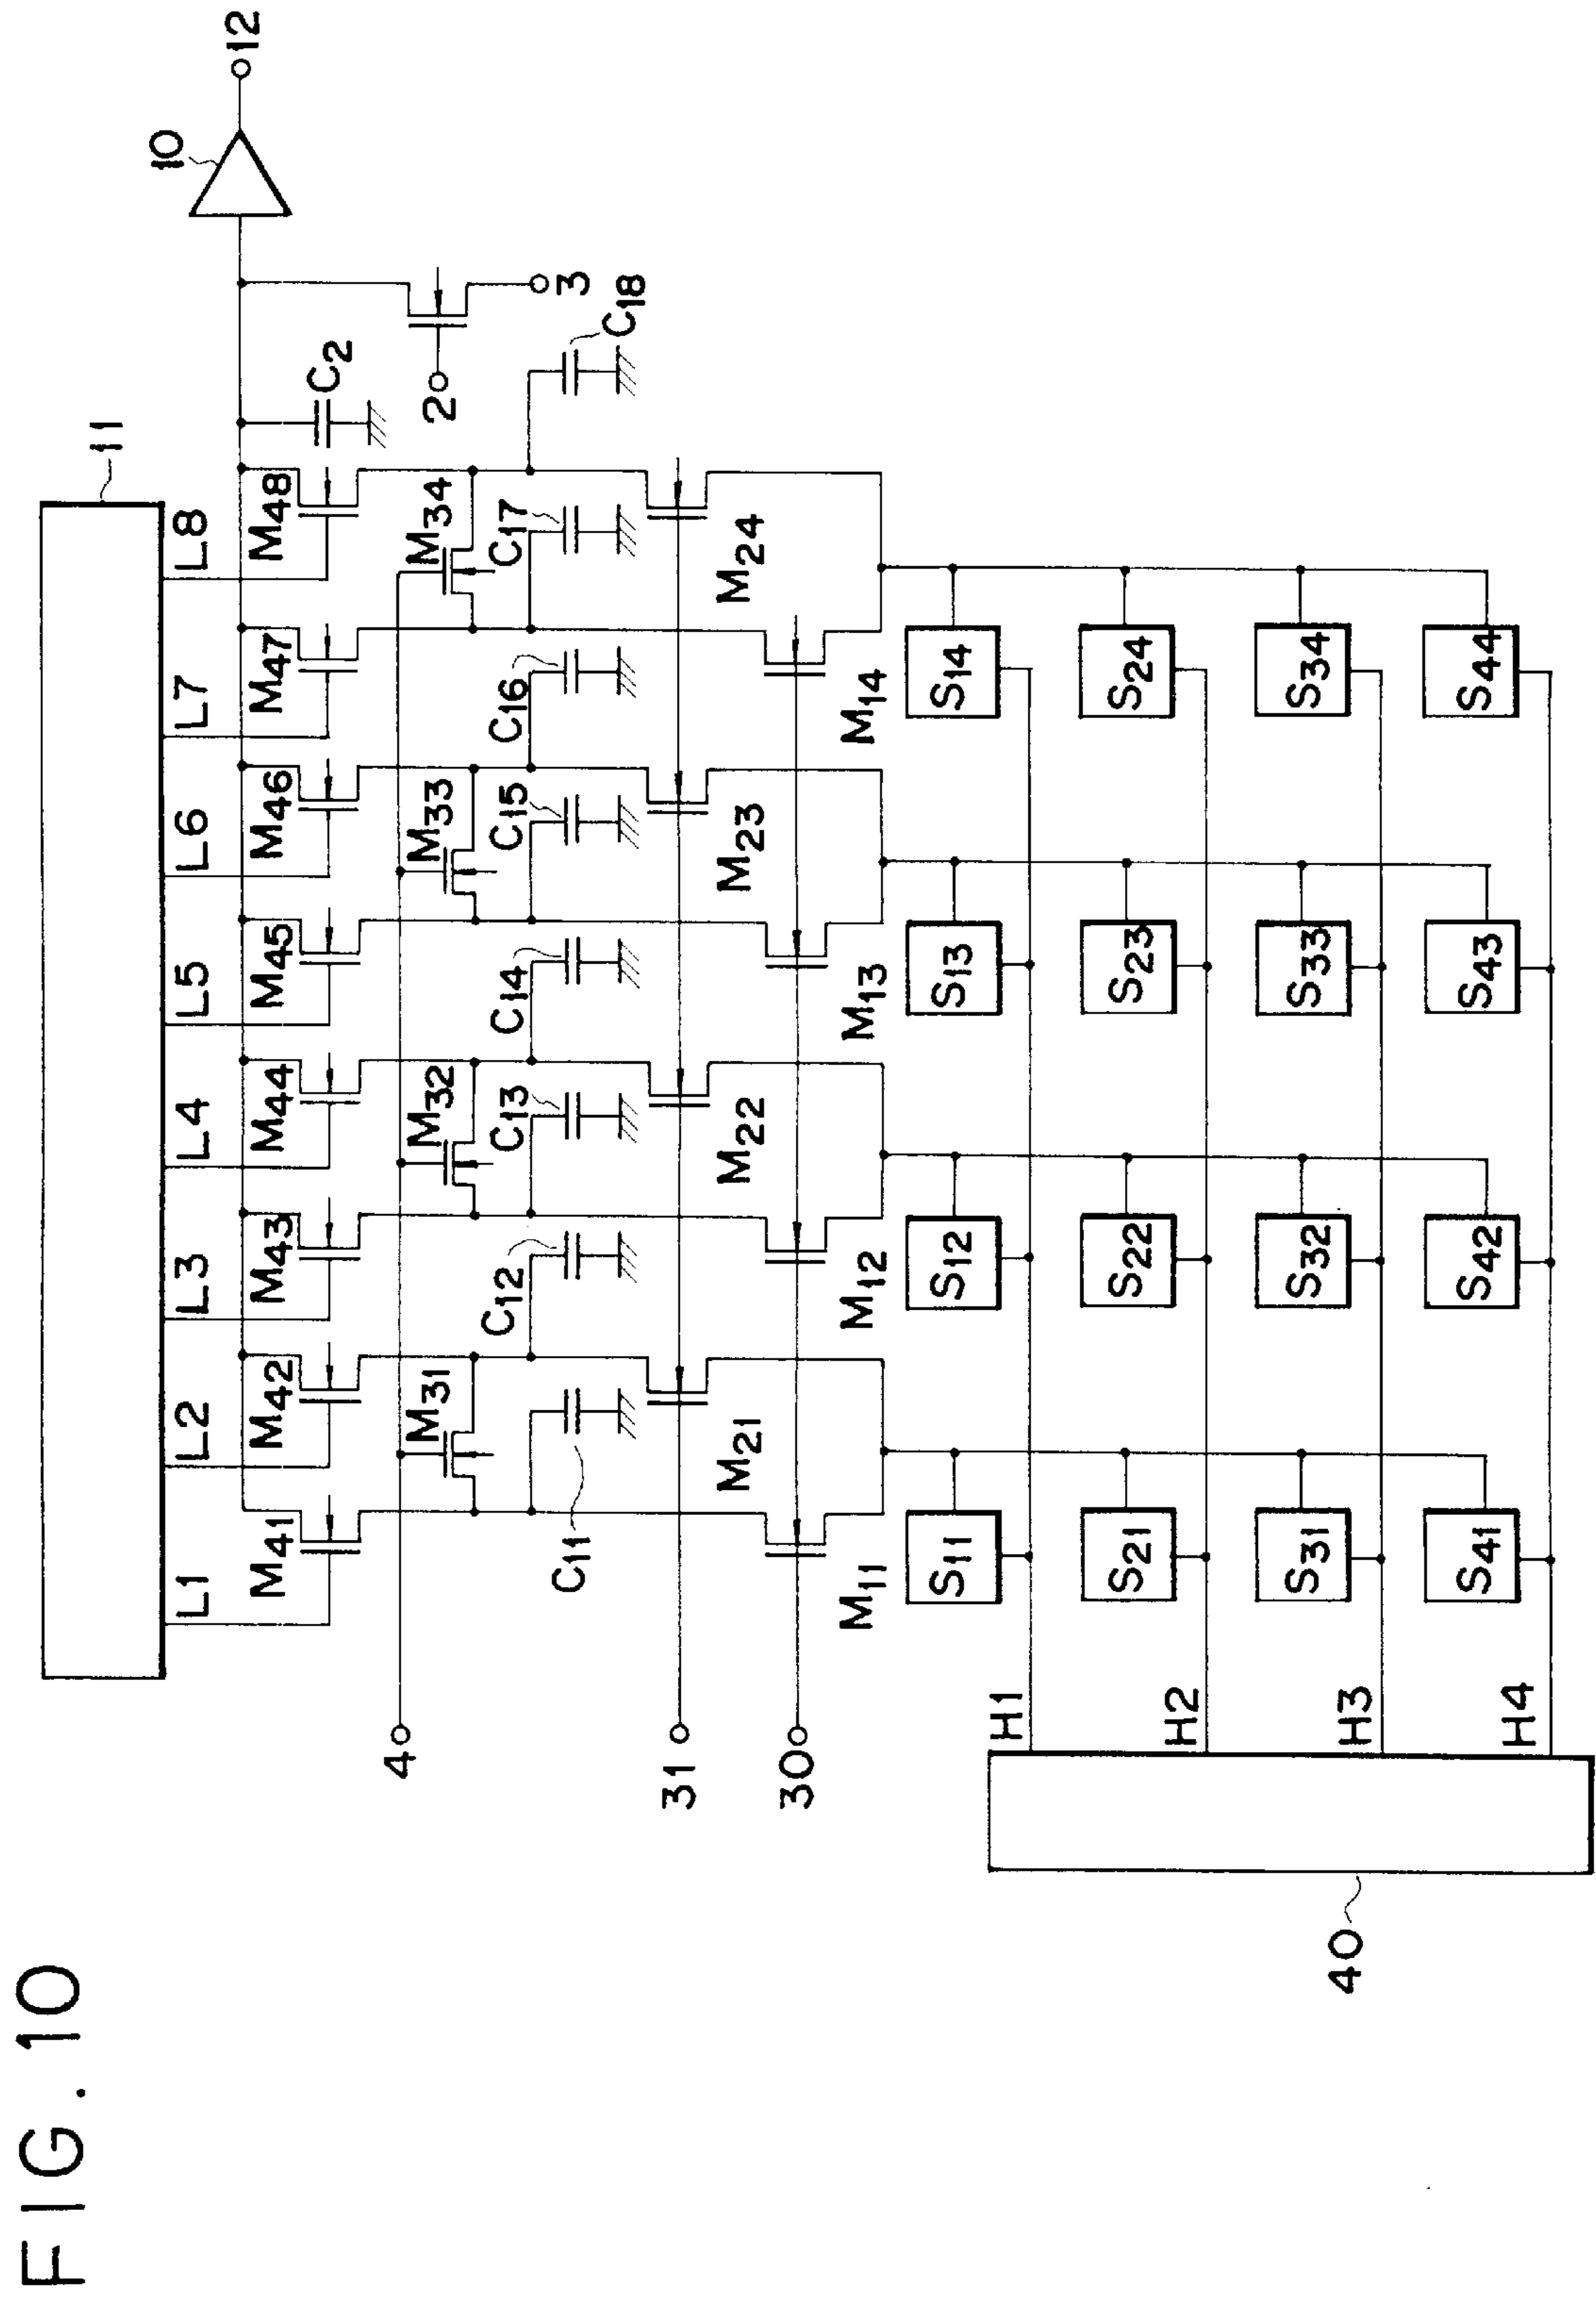 FIG. 10
11
10
12
L1 L2 L3 L4 L5 L6 L7 L8
M41 M42 M43 M44 M45 M46 M47 M48
C2
2
3
4
M31 M32 M33 M34
C11 C12 C13 C14 C15 C16 C17 C18
31
M21 M22 M23 M24
30
M11 M12 M13 M14
S11 S12 S13 S14
H1
S21 S22 S23 S24
H2
S31 S32 S33 S34
H3
S41 S42 S43 S44
H4
40